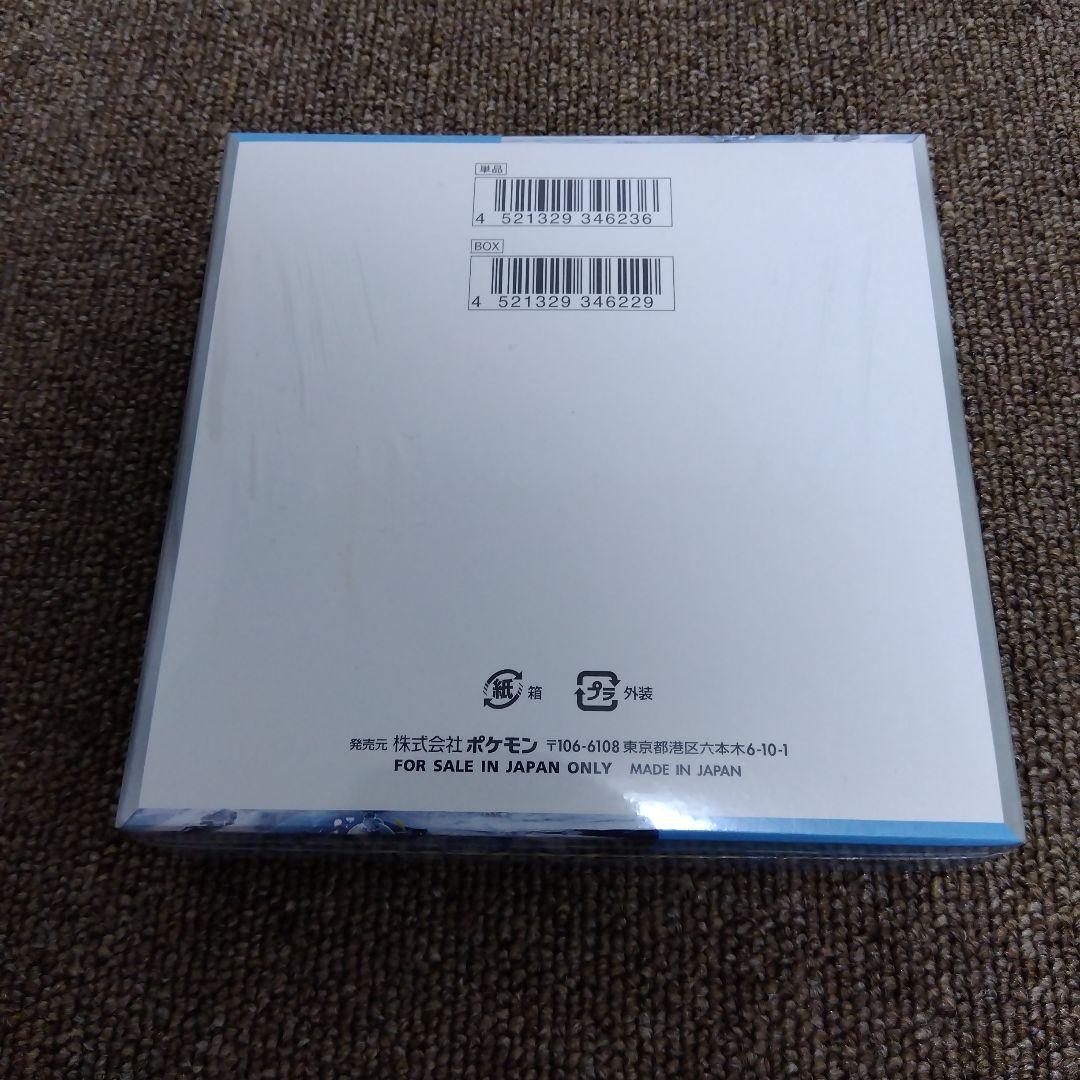 単品
4 521329 346236
BOX
4 521329 346229
紙 箱 プラ 外装
発売元 株式会社 ポケモン 〒106-6108 東京都港区六本木6-10-1
FOR SALE IN JAPAN ONLY MADE IN JAPAN